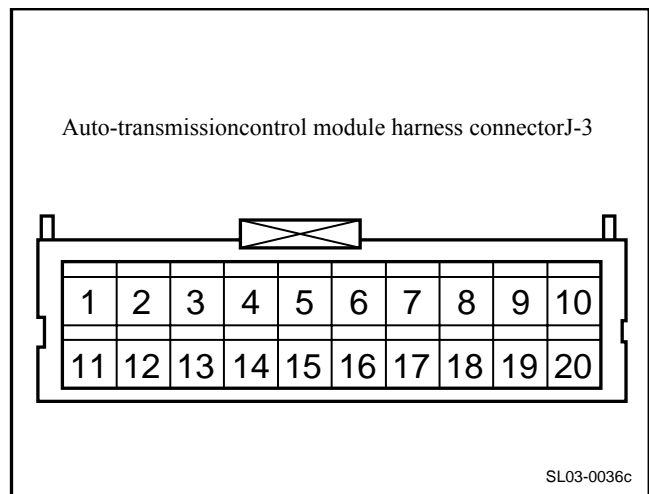 Auto-transmissioncontrol module harness connectorJ-3
1 2 3 4 5 6 7 8 9 10
11 12 13 14 15 16 17 18 19 20
SL03-0036c